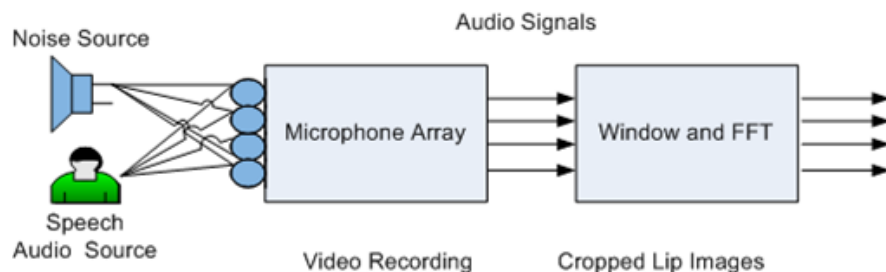 Audio Signals
Noise Source
Microphone Array
Window and FFT
Speech
Audio Source
Video Recording
Cropped Lip Images